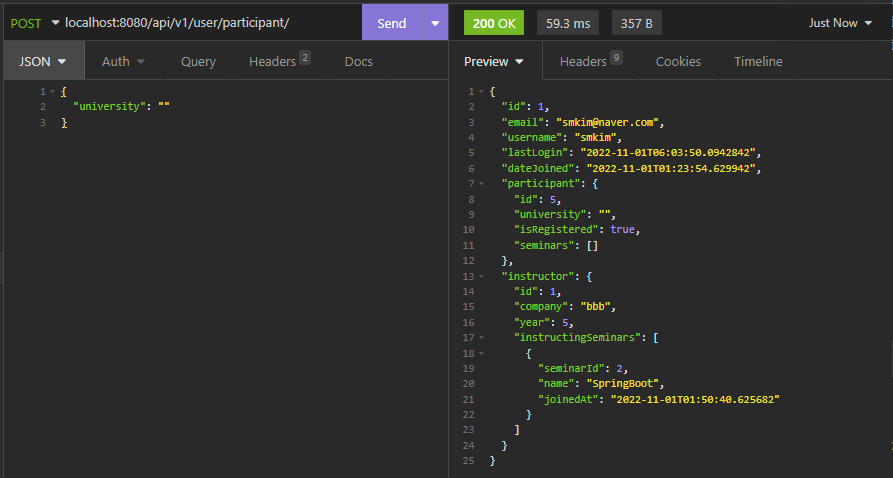 POST localhost:8080/api/v1/user/participant/ Send 200 OK 59.3 ms 357 B Just Now
JSON Auth Query Headers 2 Docs Preview Headers 9 Cookies Timeline
1 {
2 "university": ""
3 }
1 {
2 "id": 1,
3 "email": "smkim@naver.com",
4 "username": "smkim",
5 "lastLogin": "2022-11-01T06:03:50.0942842",
6 "dateJoined": "2022-11-01T01:23:54.629942",
7 "participant": {
8 "id": 5,
9 "university": "",
10 "isRegistered": true,
11 "seminars": []
12 },
13 "instructor": {
14 "id": 1,
15 "company": "bbb",
16 "year": 5,
17 "instructingSeminars": [
18 {
19 "seminarId": 2,
20 "name": "SpringBoot",
21 "joinedAt": "2022-11-01T01:50:40.625682"
22 }
23 ]
24 }
25 }